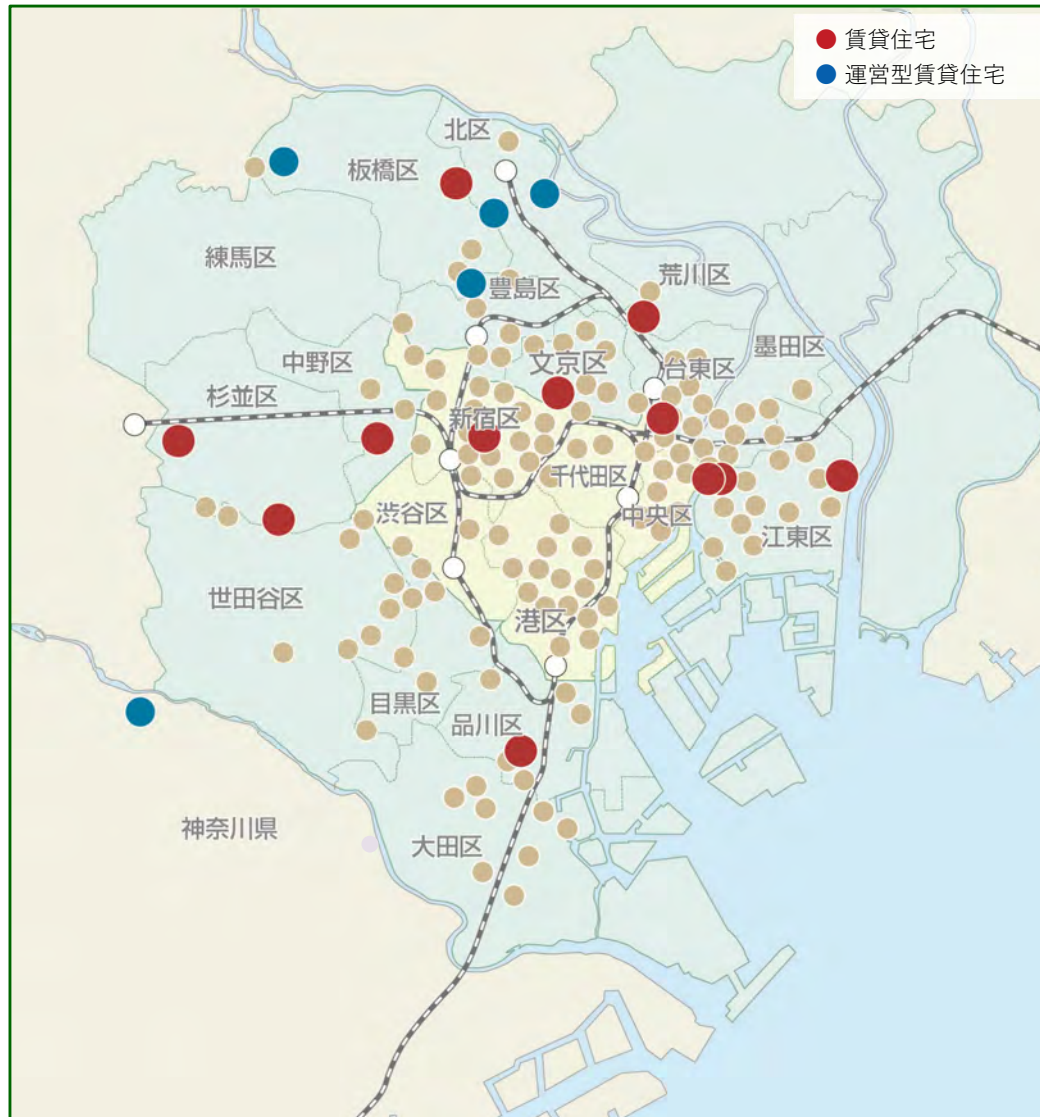 賃貸住宅
運営型賃貸住宅
北区
板橋区
練馬区
豊島区
荒川区
中野区
文京区
台東区
墨田区
杉並区
新宿区
千代田区
渋谷区
中央区
江東区
世田谷区
港区
目黒区
品川区
神奈川県
大田区